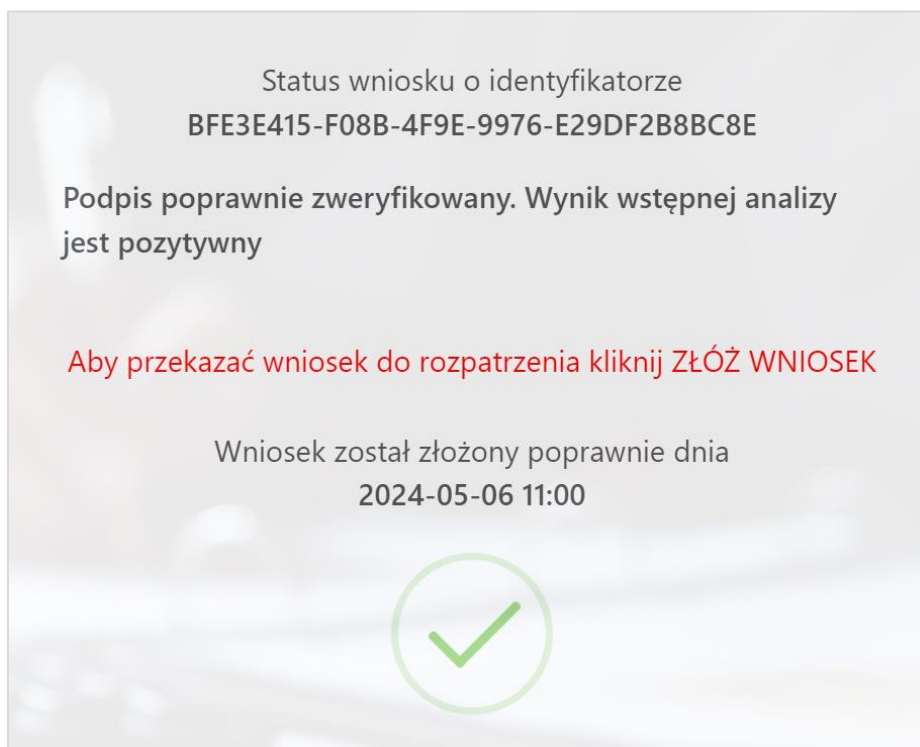 Status wniosku o identyfikatorze
BFE3E415-F08B-4F9E-9976-E29DF2B8BC8E
Podpis poprawnie zweryfikowany. Wynik wstępnej analizy
jest pozytywny
Aby przekazać wniosek do rozpatrzenia kliknij ZŁÓŻ WNIOSEK
Wniosek został złożony poprawnie dnia
2024-05-06 11:00